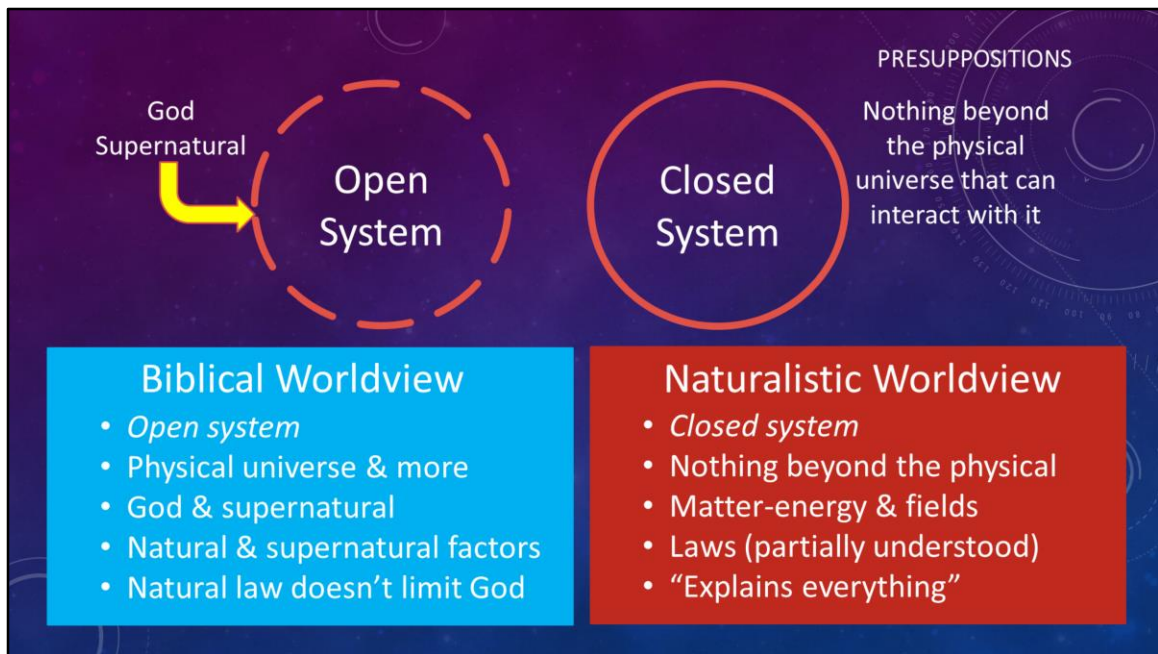 PRESUPPOSITIONS
God
Supernatural
Open
System
Closed
System
Nothing beyond
the physical
universe that can
interact with it
Biblical Worldview
• Open system
• Physical universe & more
• God & supernatural
• Natural & supernatural factors
• Natural law doesn’t limit God
Naturalistic Worldview
• Closed system
• Nothing beyond the physical
• Matter-energy & fields
• Laws (partially understood)
• “Explains everything”